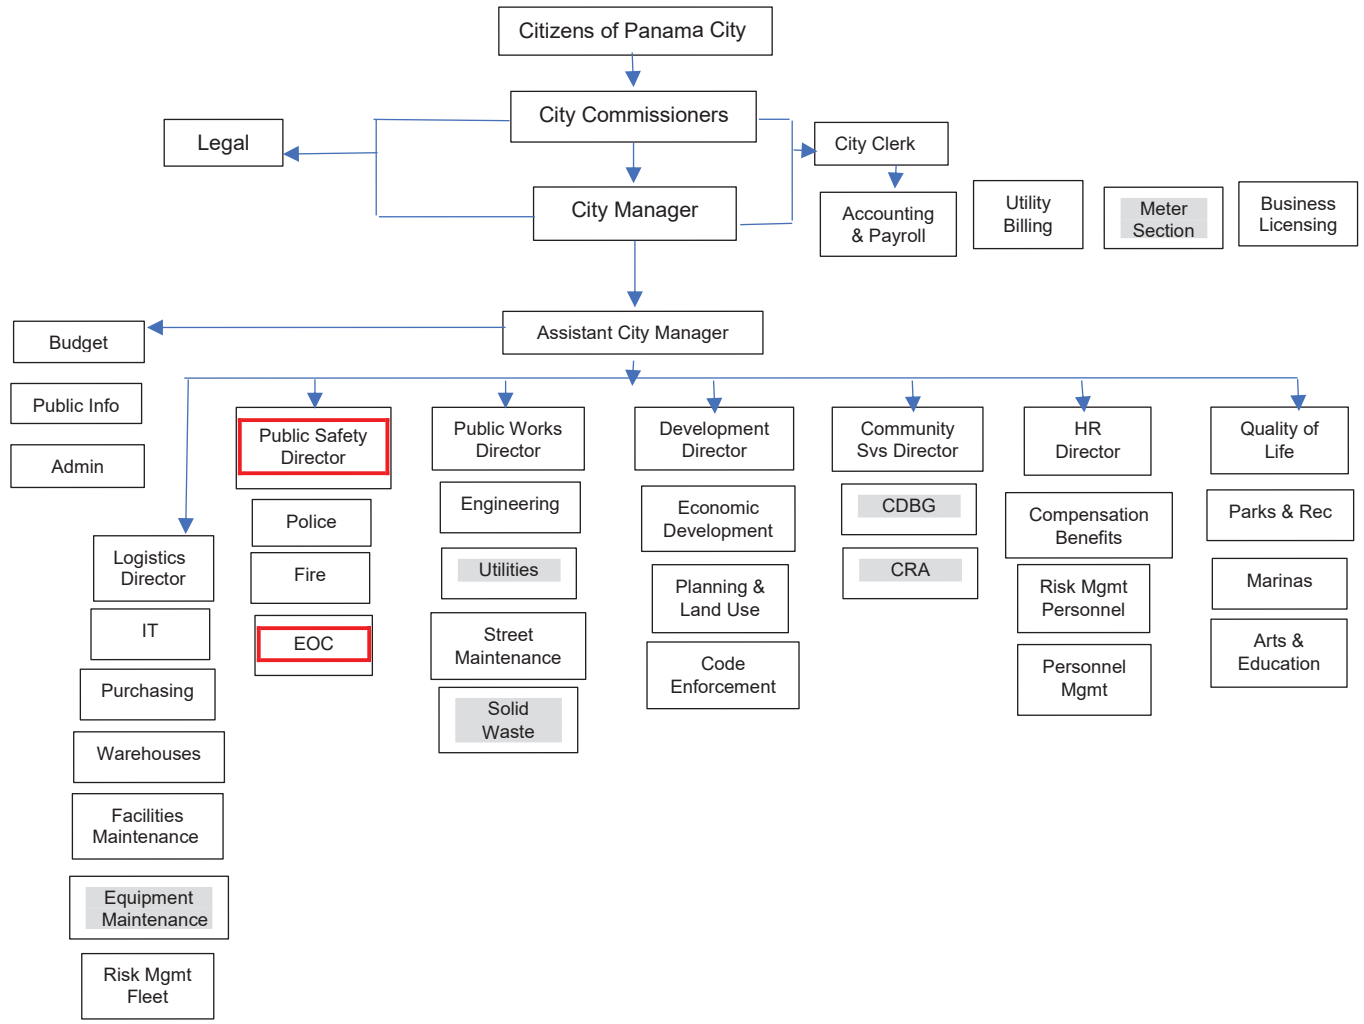 Citizens of Panama City
City Commissioners
Legal
City Clerk
City Manager
Accounting
& Payroll
Utility
Billing
Meter
Section
Business
Licensing
Assistant City Manager
Budget
Public Info
Admin
Logistics
Director
IT
Purchasing
Warehouses
Facilities
Maintenance
Equipment
Maintenance
Risk Mgmt
Fleet
Public Safety
Director
Police
Fire
EOC
Public Works
Director
Engineering
Utilities
Street
Maintenance
Solid
Waste
Development
Director
Economic
Development
Planning &
Land Use
Code
Enforcement
Community
Svs Director
CDBG
CRA
HR
Director
Compensation
Benefits
Risk Mgmt
Personnel
Personnel
Mgmt
Quality of
Life
Parks & Rec
Marinas
Arts &
Education